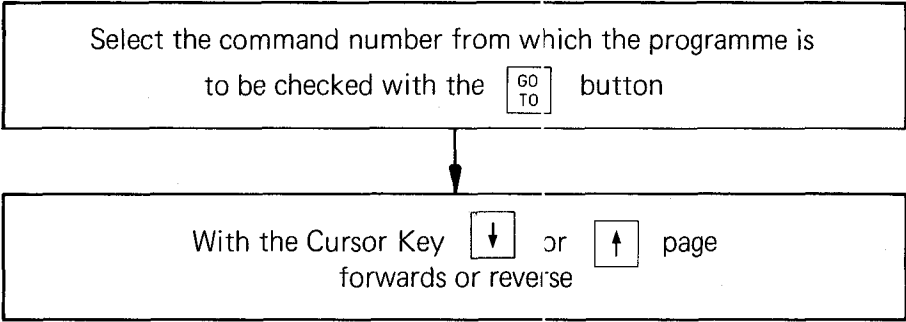 Select the command number from which the programme is
to be checked with the GO TO button
With the Cursor Key ↓ or ↑ page
forwards or reverse